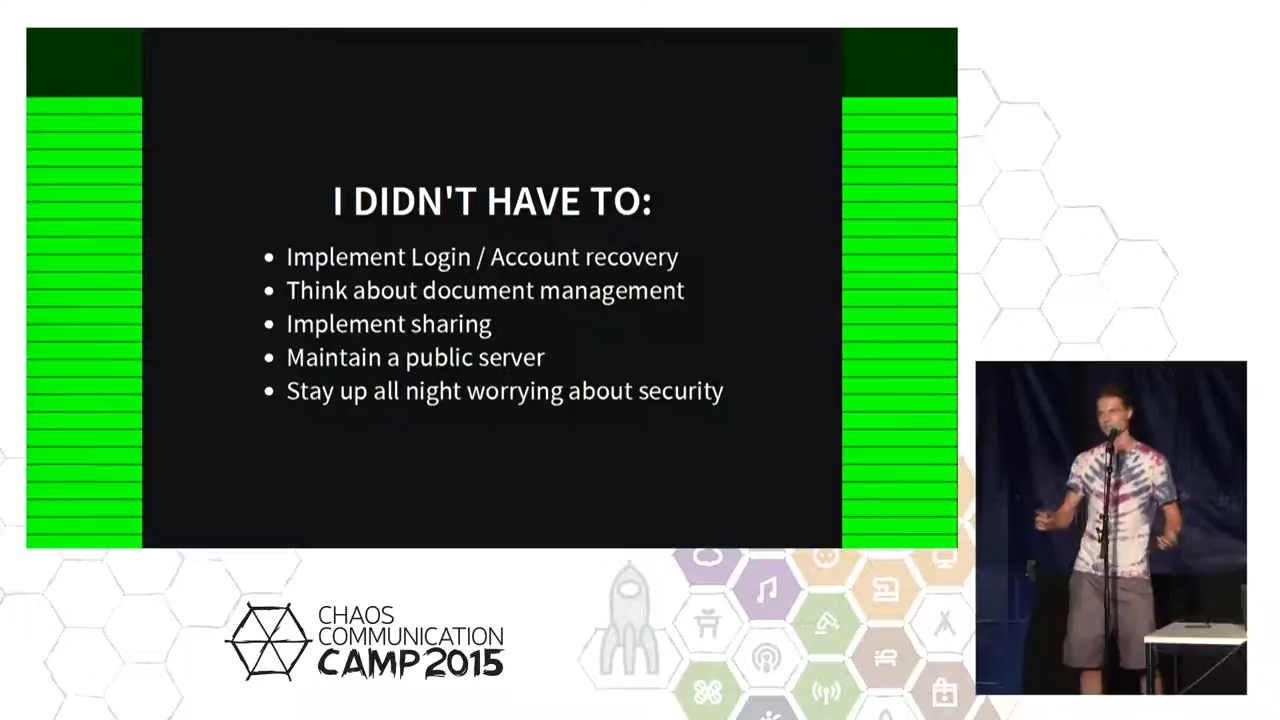 I DIDN'T HAVE TO:
• Implement Login / Account recovery
• Think about document management
• Implement sharing
• Maintain a public server
• Stay up all night worrying about security
CHAOS
COMMUNICATION
CAMP 2015